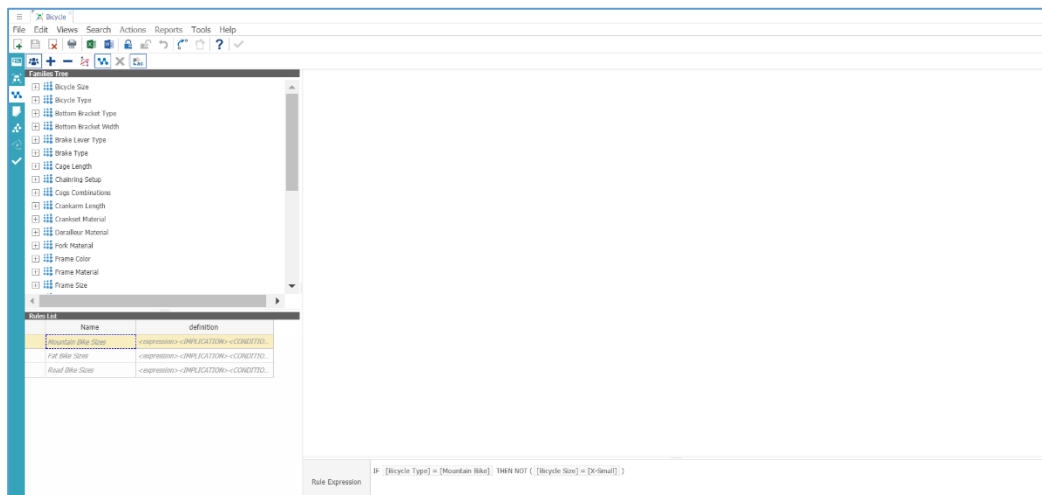 Bicycle
File Edit Views Search Actions Reports Tools Help
Families Tree
Bicycle Size
Bicycle Type
Bottom Bracket Type
Bottom Bracket Width
Brake Lever Type
Brake Type
Cage Length
Chainring Setup
Cogs Combinations
Crankarm Length
Crankset Material
Derailleur Material
Fork Material
Frame Color
Frame Material
Frame Size
Rules List
Name definition
Mountain Bike Sizes <expression><IMPLICATION><CONDITIO...
Fat Bike Sizes <expression><IMPLICATION><CONDITIO...
Road Bike Sizes <expression><IMPLICATION><CONDITIO...
Rule Expression
IF [Bicycle Type] = [Mountain Bike] THEN NOT ( [Bicycle Size] = [X-Small] )